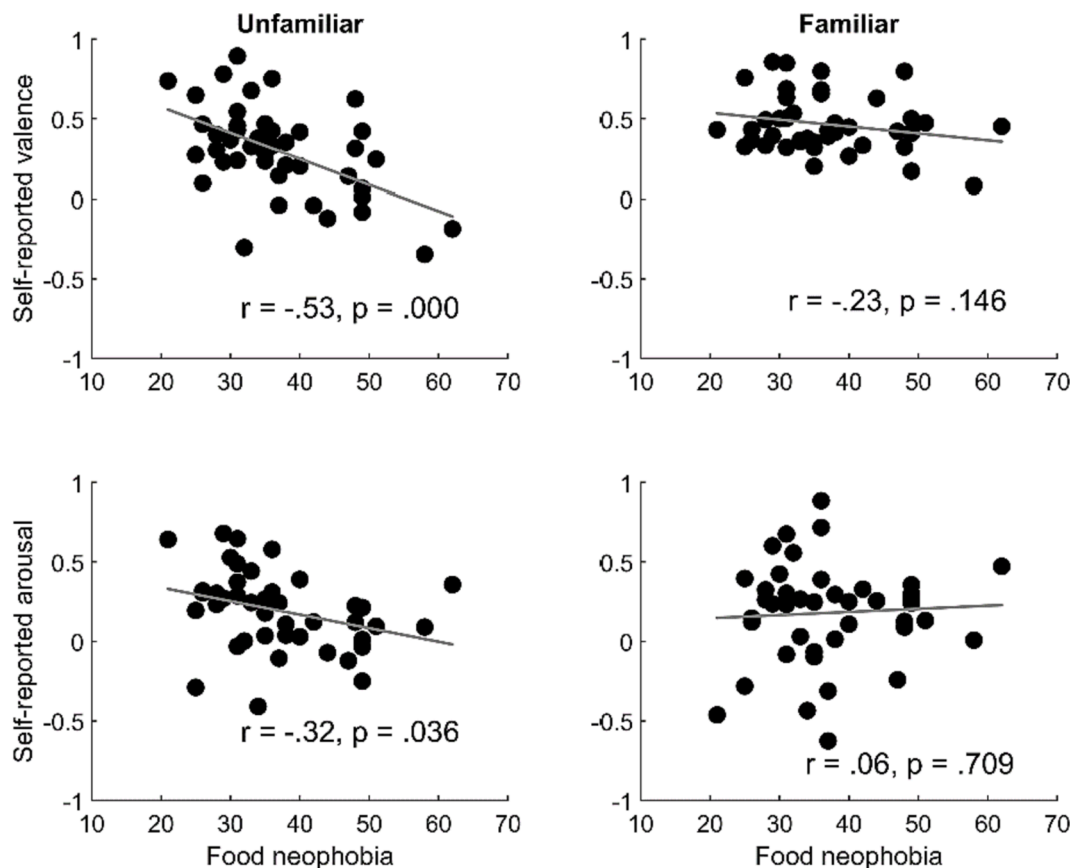 Unfamiliar
Familiar
Self-reported valence
1
0.5
0
-0.5
-1
r = -.53, p = .000
10 20 30 40 50 60 70
1
0.5
0
-0.5
-1
r = -.23, p = .146
10 20 30 40 50 60 70
Self-reported arousal
1
0.5
0
-0.5
-1
r = -.32, p = .036
10 20 30 40 50 60 70
Food neophobia
1
0.5
0
-0.5
-1
r = .06, p = .709
10 20 30 40 50 60 70
Food neophobia